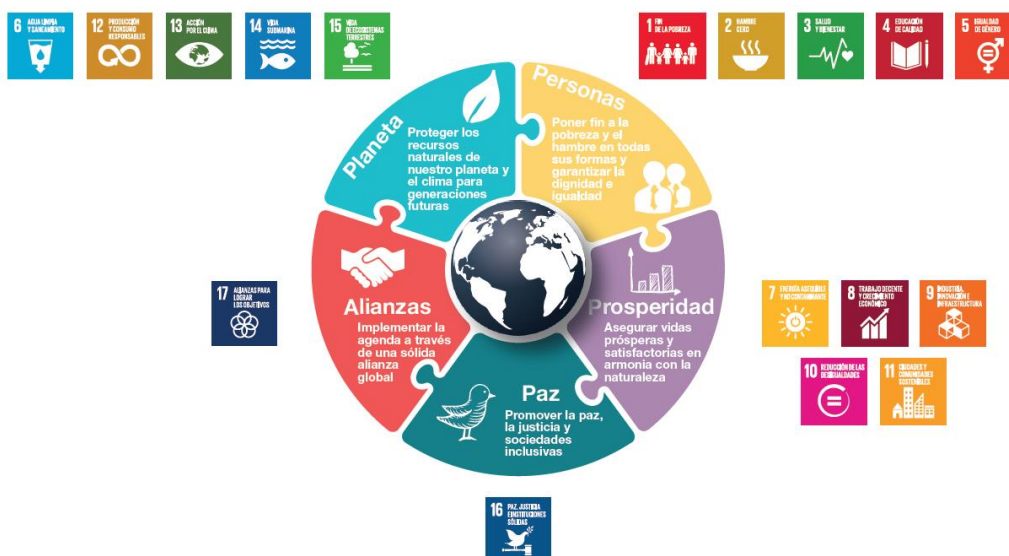 6 AGUA LIMPIA
Y SANEAMIENTO
12 PRODUCCIÓN
Y CONSUMO
RESPONSABLES
13 ACCIÓN
POR EL CLIMA
14 VIDA
SUBMARINA
15 VIDA
DE ECOSISTEMAS
TERRESTRES
1 FIN
DE LA POBREZA
2 HAMBRE
CERO
3 SALUD
Y BIENESTAR
4 EDUCACIÓN
DE CALIDAD
5 IGUALDAD
DE GÉNERO
Planeta
Proteger los
recursos
naturales de
nuestro planeta y
el clima para
generaciones
futuras
Personas
Poner fin a la
pobreza y el
hambre en todas
sus formas y
garantizar la
dignidad e
igualdad
17 ALIANZAS PARA
LOGRAR
LOS OBJETIVOS
Alianzas
Implementar la
agenda a través
de una sólida
alianza
global
Prosperidad
Asegurar vidas
prósperas y
satisfactorias en
armonia con la
naturaleza
7 ENERGÍA ASEQUIBLE
Y NO CONTAMINANTE
8 TRABAJO DECENTE
Y CRECIMIENTO
ECONÓMICO
9 INDUSTRIA,
INNOVACIÓN E
INFRAESTRUCTURA
10 REDUCCIÓN DE LAS
DESIGUALDADES
11 CIUDADES Y
COMUNIDADES
SOSTENIBLES
Paz
Promover la paz,
la justicia y
sociedades
inclusivas
16 PAZ, JUSTICIA
E INSTITUCIONES
SÓLIDAS